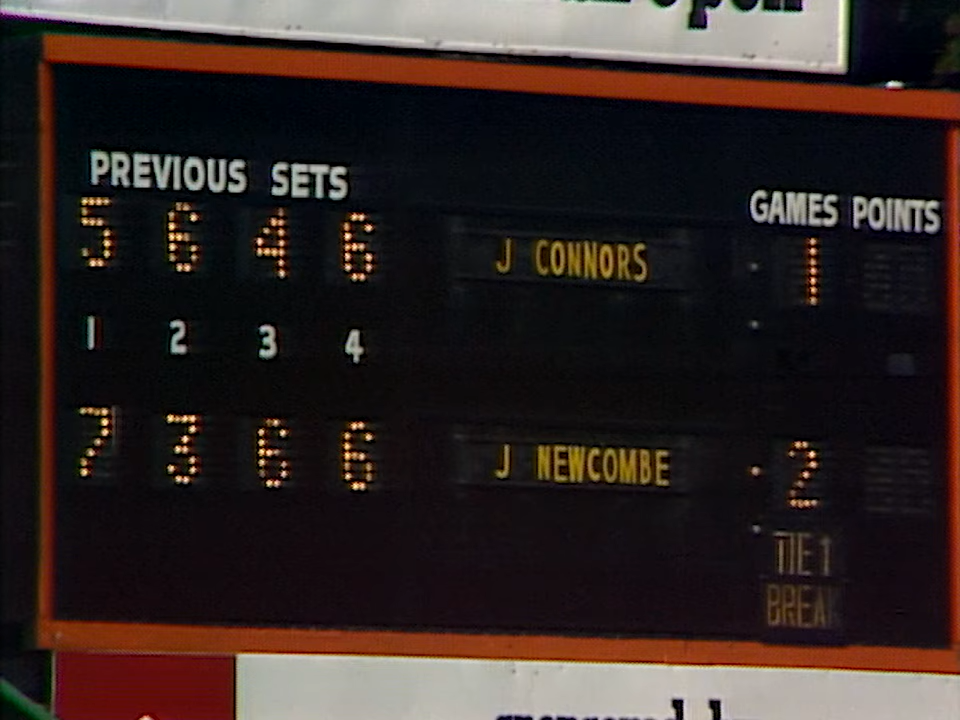 open
PREVIOUS SETS
GAMES POINTS
5 6 4 6 J CONNORS 1
1 2 3 4
7 3 6 6 J NEWCOMBE 2
TIE
BREAK